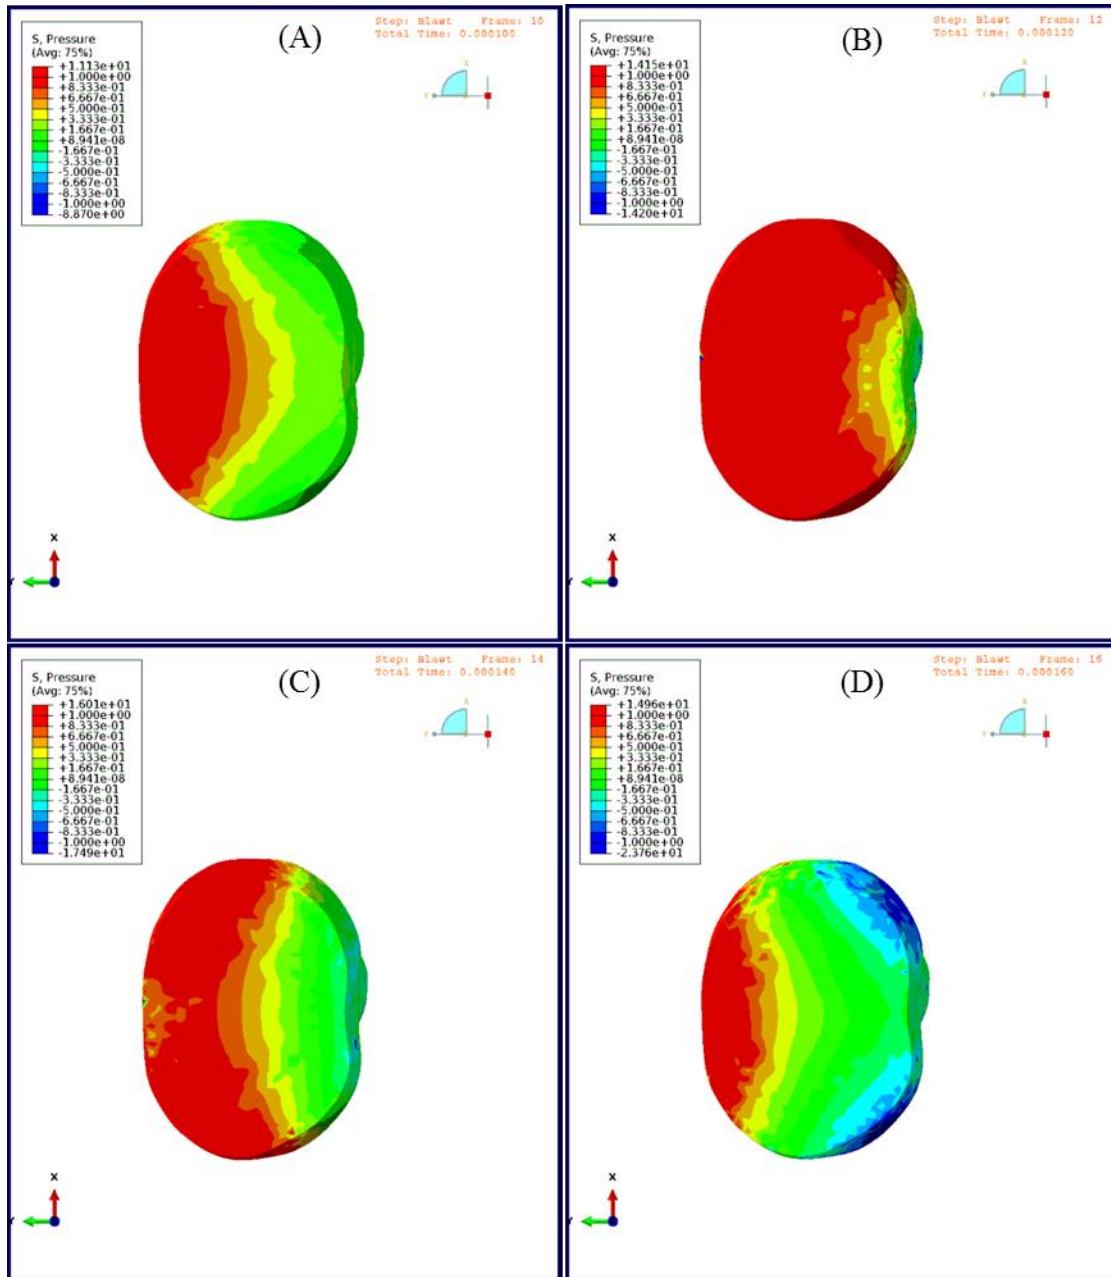 (A)
Step: Blast Frame: 10
Total Time: 0.000100
S, Pressure
(Avg: 75%)
+1.113e+01
+1.000e+00
+8.333e-01
+6.667e-01
+5.000e-01
+3.333e-01
+1.667e-01
+8.941e-08
-1.667e-01
-3.333e-01
-5.000e-01
-6.667e-01
-8.333e-01
-1.000e+00
-8.870e+00
X
Y
Z
X
Y
(B)
Step: Blast Frame: 12
Total Time: 0.000120
S, Pressure
(Avg: 75%)
+1.415e+01
+1.000e+00
+8.333e-01
+6.667e-01
+5.000e-01
+3.333e-01
+1.667e-01
+8.941e-08
-1.667e-01
-3.333e-01
-5.000e-01
-6.667e-01
-8.333e-01
-1.000e+00
-1.420e+01
X
Y
Z
X
Y
(C)
Step: Blast Frame: 14
Total Time: 0.000140
S, Pressure
(Avg: 75%)
+1.601e+01
+1.000e+00
+8.333e-01
+6.667e-01
+5.000e-01
+3.333e-01
+1.667e-01
+8.941e-08
-1.667e-01
-3.333e-01
-5.000e-01
-6.667e-01
-8.333e-01
-1.000e+00
-1.749e+01
X
Y
Z
X
Y
(D)
Step: Blast Frame: 16
Total Time: 0.000160
S, Pressure
(Avg: 75%)
+1.496e+01
+1.000e+00
+8.333e-01
+6.667e-01
+5.000e-01
+3.333e-01
+1.667e-01
+8.941e-08
-1.667e-01
-3.333e-01
-5.000e-01
-6.667e-01
-8.333e-01
-1.000e+00
-2.376e+01
X
Y
Z
X
Y